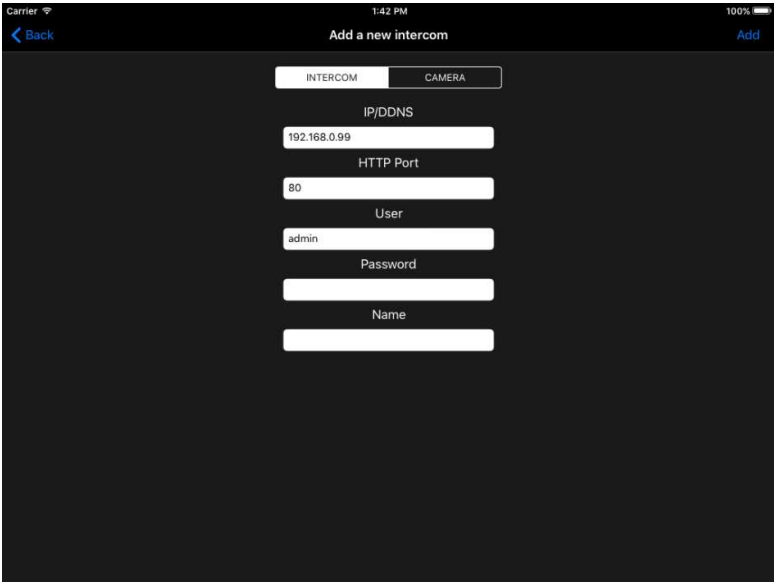 Carrier 1:42 PM 100%
Back Add a new intercom Add
INTERCOM CAMERA
IP/DDNS
192.168.0.99
HTTP Port
80
User
admin
Password
Name